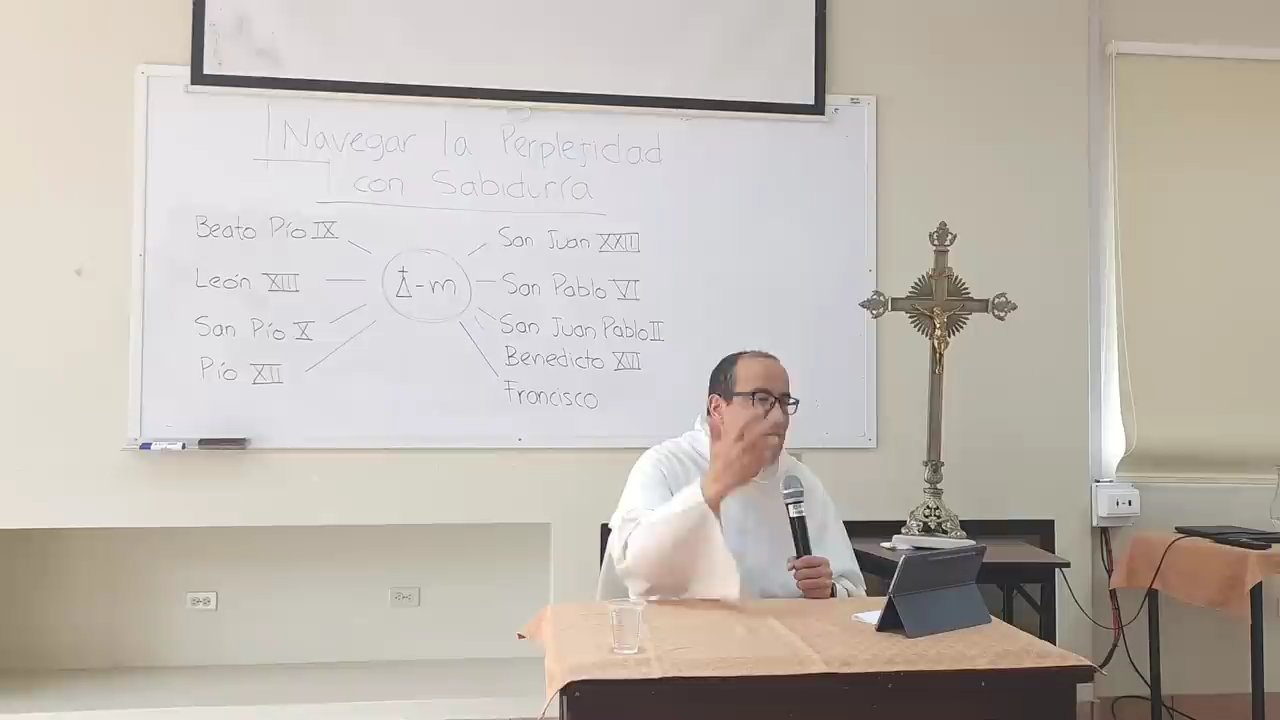 Navegar la Perplejidad
con Sabiduría
Beato Pío IX
León XIII
San Pío X
Pío XII
Δ-m
San Juan XXIII
San Pablo VI
San Juan Pablo II
Benedicto XVI
Francisco